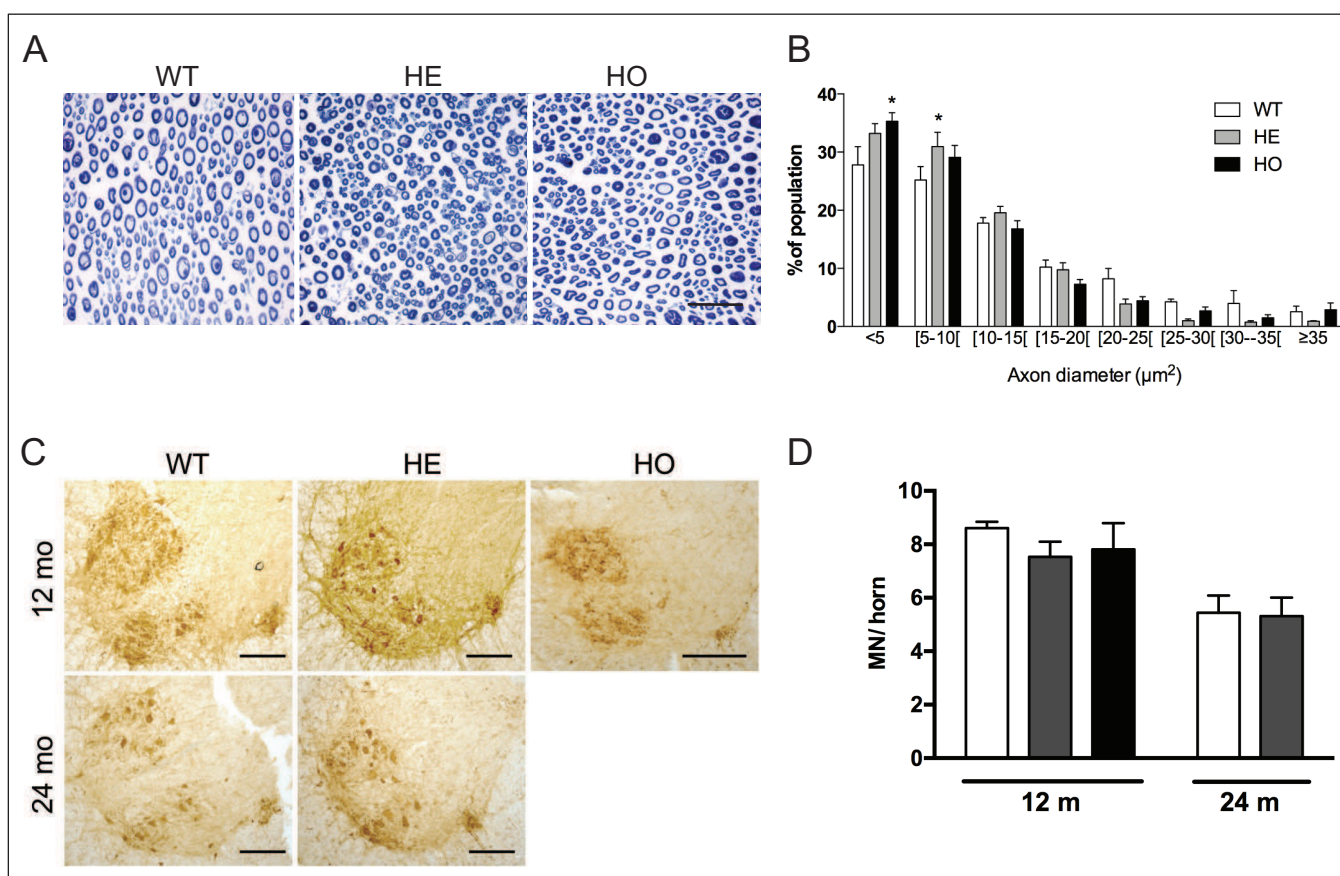 A
WT HE HO
B
40
30
20
10
0
% of population
* *
WT
HE
HO
<5 [5-10[ [10-15[ [15-20[ [20-25[ [25-30[ [30--35[ ≥35
Axon diameter (µm²)
C
WT HE HO
12 mo
24 mo
D
10
8
6
4
2
0
MN/ horn
12 m 24 m